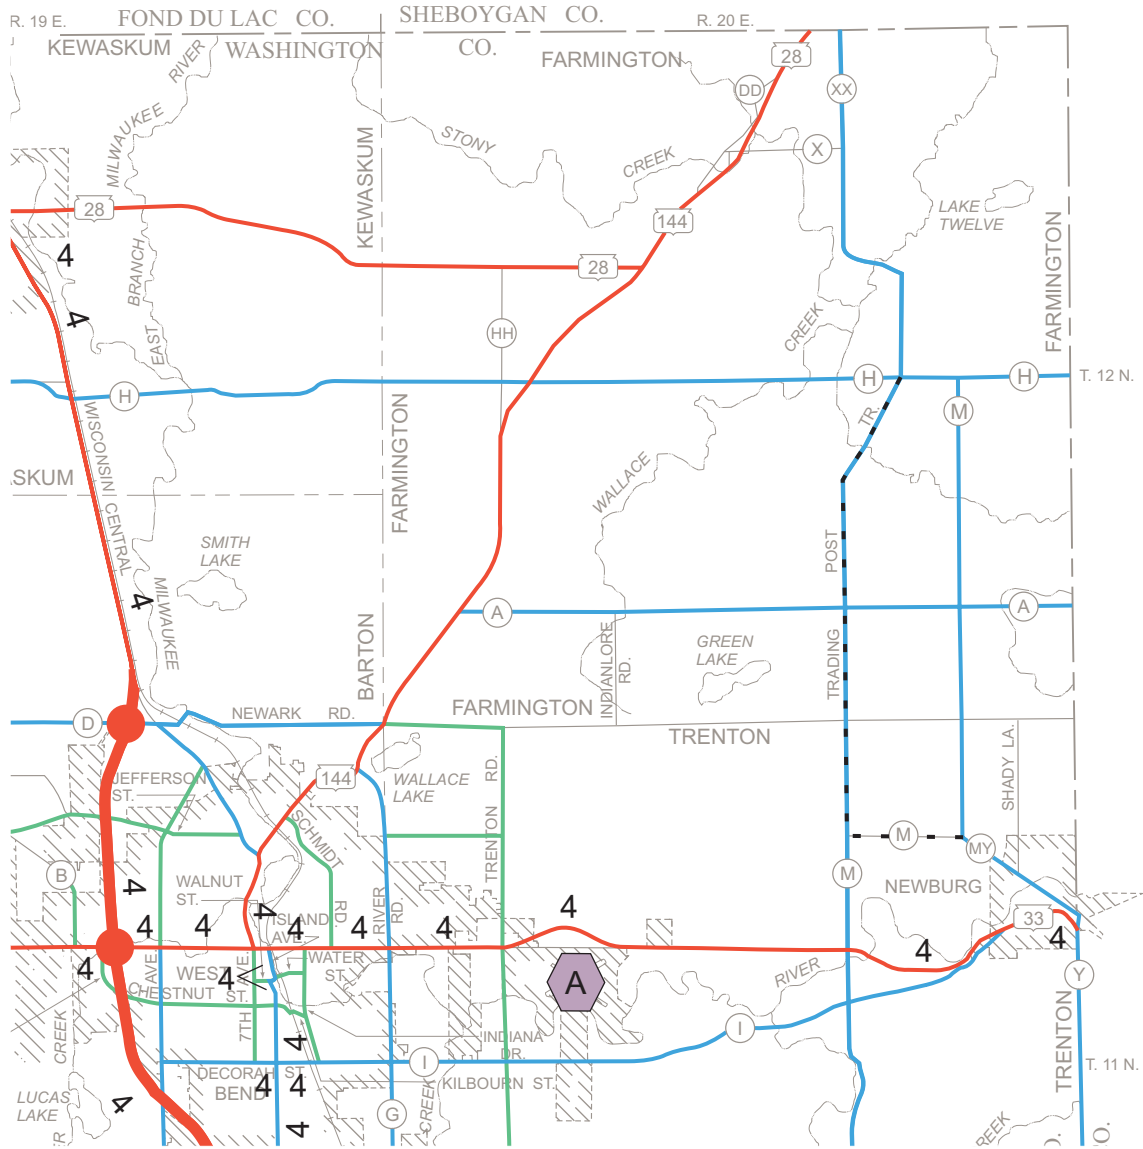 R. 19 E.
FOND DU LAC CO.
SHEBOYGAN CO.
R. 20 E.
KEWASKUM
WASHINGTON
CO.
FARMINGTON
RIVER
28
DD
XX
MILWAUKEE
STONY
CREEK
X
KEWASKUM
28
144
LAKE
TWELVE
FARMINGTON
4
BRANCH
28
4
EAST
HH
CREEK
H
H
H
T. 12 N.
M
TR.
WISCONSIN CENTRAL
FARMINGTON
ASKUM
WALLACE
SMITH
LAKE
POST
4
MILWAUKEE
A
A
BARTON
INDIANLORE
RD.
GREEN
LAKE
TRADING
D
NEWARK RD.
FARMINGTON
TRENTON
JEFFERSON
ST.
144
WALLACE
LAKE
TRENTON RD.
SHADY LA.
SCHMIDT
RD.
M
MY
B
WALNUT
ST.
4
M
NEWBURG
RIVER
RD.
4
ISLAND
AVE.
4
4
4
4
4
4
33
4
4
4
AVE.
WEST
BEND
4
AVE.
7TH
WATER
ST.
CHESTNUT ST.
A
RIVER
Y
CREEK
I
INDIANA
DR.
4
I
DECORAH ST.
4
4
KILBOURN ST.
TRENTON
T. 11 N.
LUCAS
LAKE
4
G
CREEK
4
REEK
ER
O.
O.